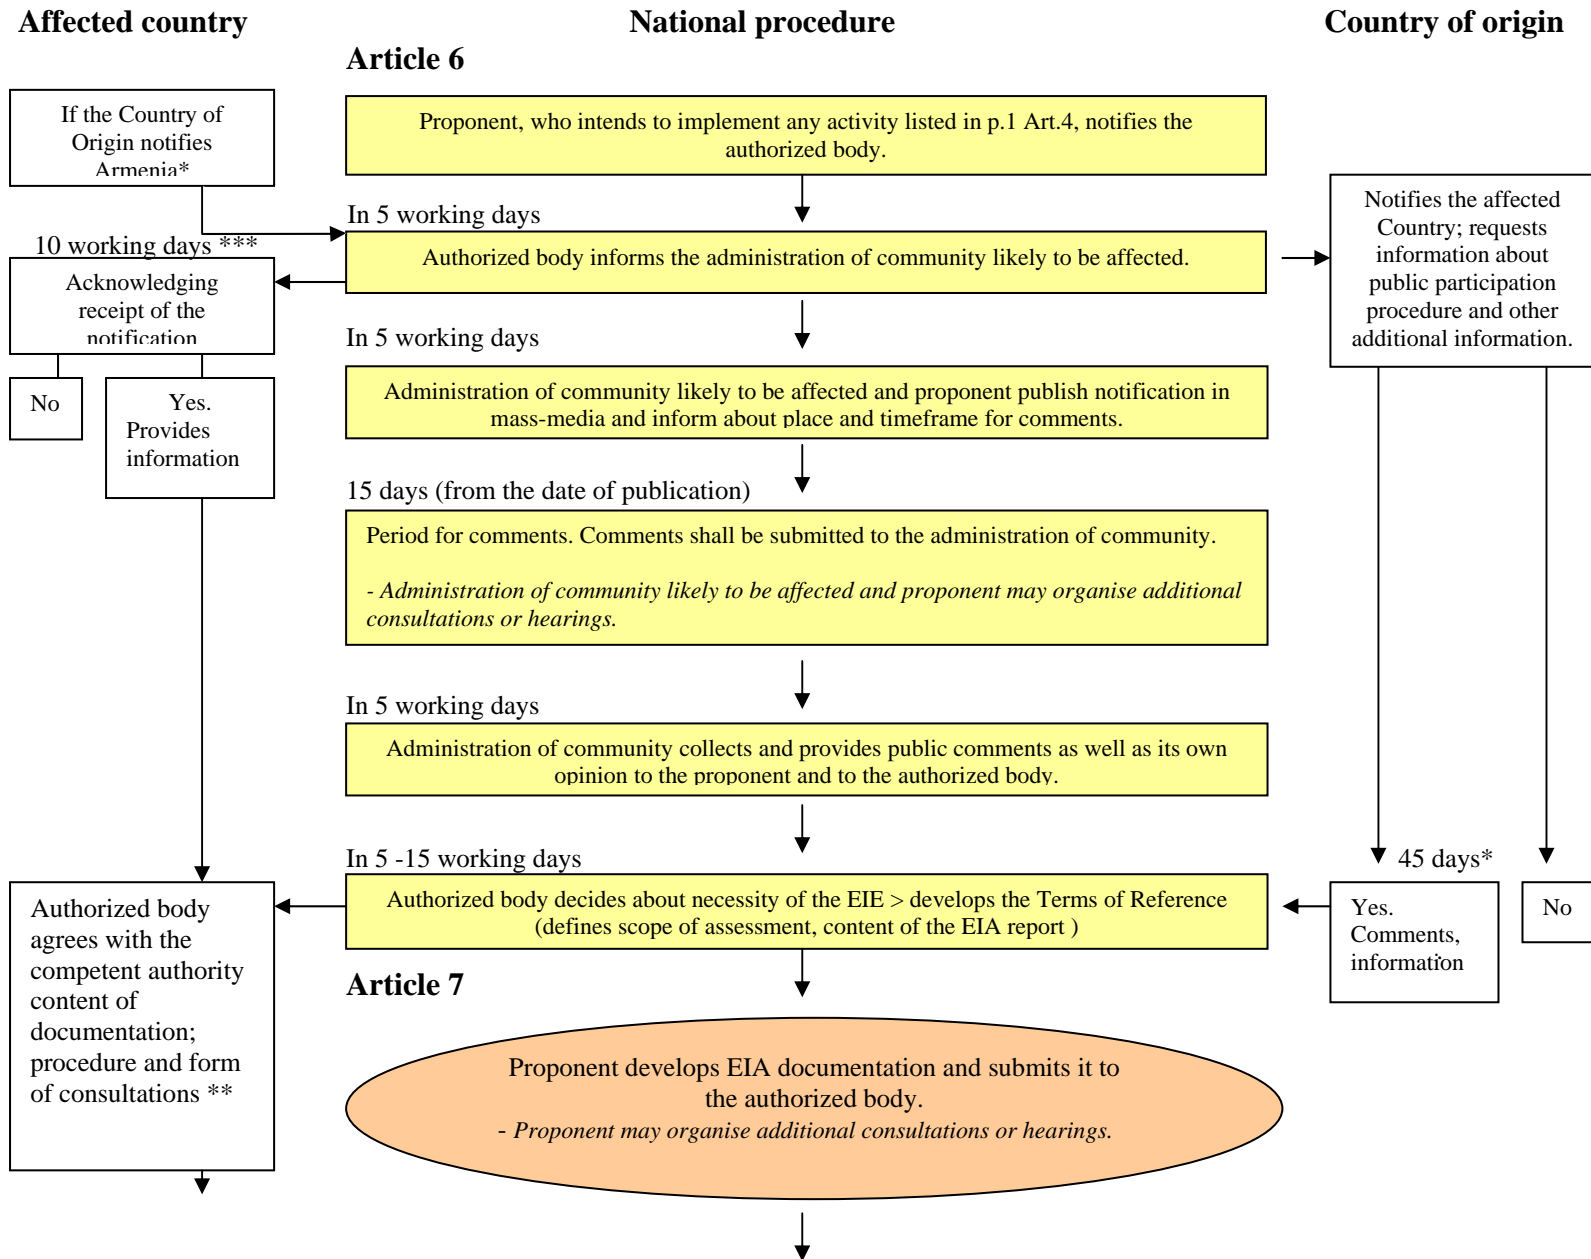 Affected country
National procedure
Country of origin
Article 6
If the Country of
Origin notifies
Armenia*
Proponent, who intends to implement any activity listed in p.1 Art.4, notifies the
authorized body.
In 5 working days
Authorized body informs the administration of community likely to be affected.
10 working days ***
Acknowledging
receipt of the
notification
No
Yes.
Provides
information
Notifies the affected
Country; requests
information about
public participation
procedure and other
additional information.
In 5 working days
Administration of community likely to be affected and proponent publish notification in
mass-media and inform about place and timeframe for comments.
15 days (from the date of publication)
Period for comments. Comments shall be submitted to the administration of community.
- Administration of community likely to be affected and proponent may organise additional
consultations or hearings.
In 5 working days
Administration of community collects and provides public comments as well as its own
opinion to the proponent and to the authorized body.
In 5 -15 working days
Authorized body decides about necessity of the EIE > develops the Terms of Reference
(defines scope of assessment, content of the EIA report )
45 days*
Yes.
Comments,
information
No
Authorized body
agrees with the
competent authority
content of
documentation;
procedure and form
of consultations **
Article 7
Proponent develops EIA documentation and submits it to
the authorized body.
- Proponent may organise additional consultations or hearings.